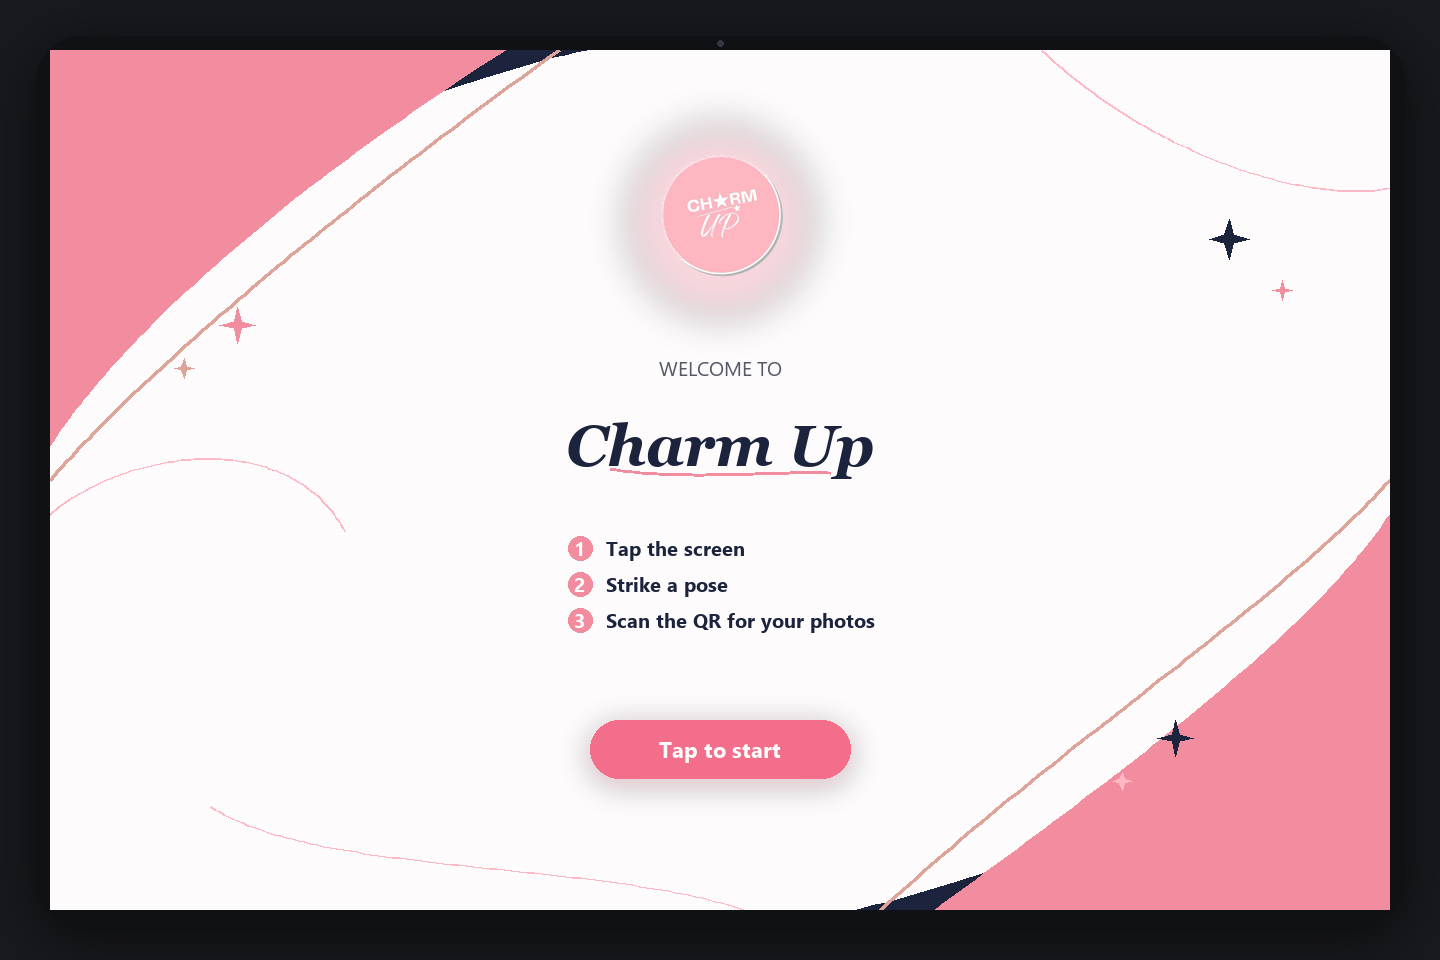 CH★RM
UP
WELCOME TO
Charm Up
1 Tap the screen
2 Strike a pose
3 Scan the QR for your photos
Tap to start